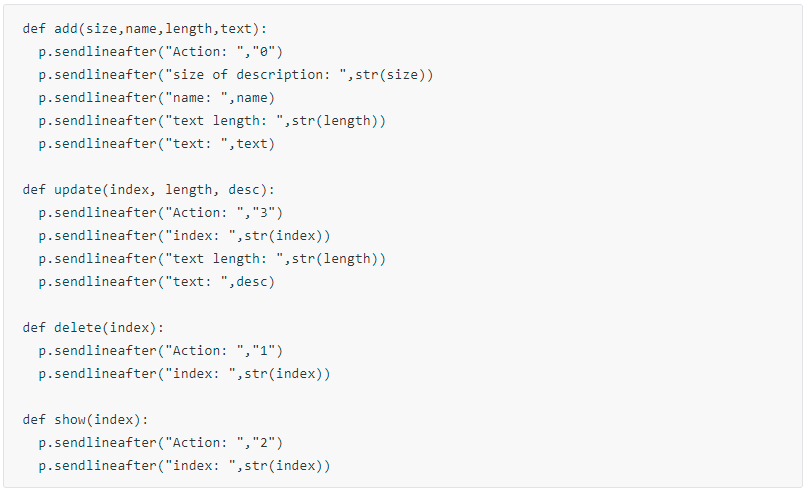 def add(size,name,length,text):
  p.sendlineafter("Action: ","0")
  p.sendlineafter("size of description: ",str(size))
  p.sendlineafter("name: ",name)
  p.sendlineafter("text length: ",str(length))
  p.sendlineafter("text: ",text)

def update(index, length, desc):
  p.sendlineafter("Action: ","3")
  p.sendlineafter("index: ",str(index))
  p.sendlineafter("text length: ",str(length))
  p.sendlineafter("text: ",desc)

def delete(index):
  p.sendlineafter("Action: ","1")
  p.sendlineafter("index: ",str(index))

def show(index):
  p.sendlineafter("Action: ","2")
  p.sendlineafter("index: ",str(index))